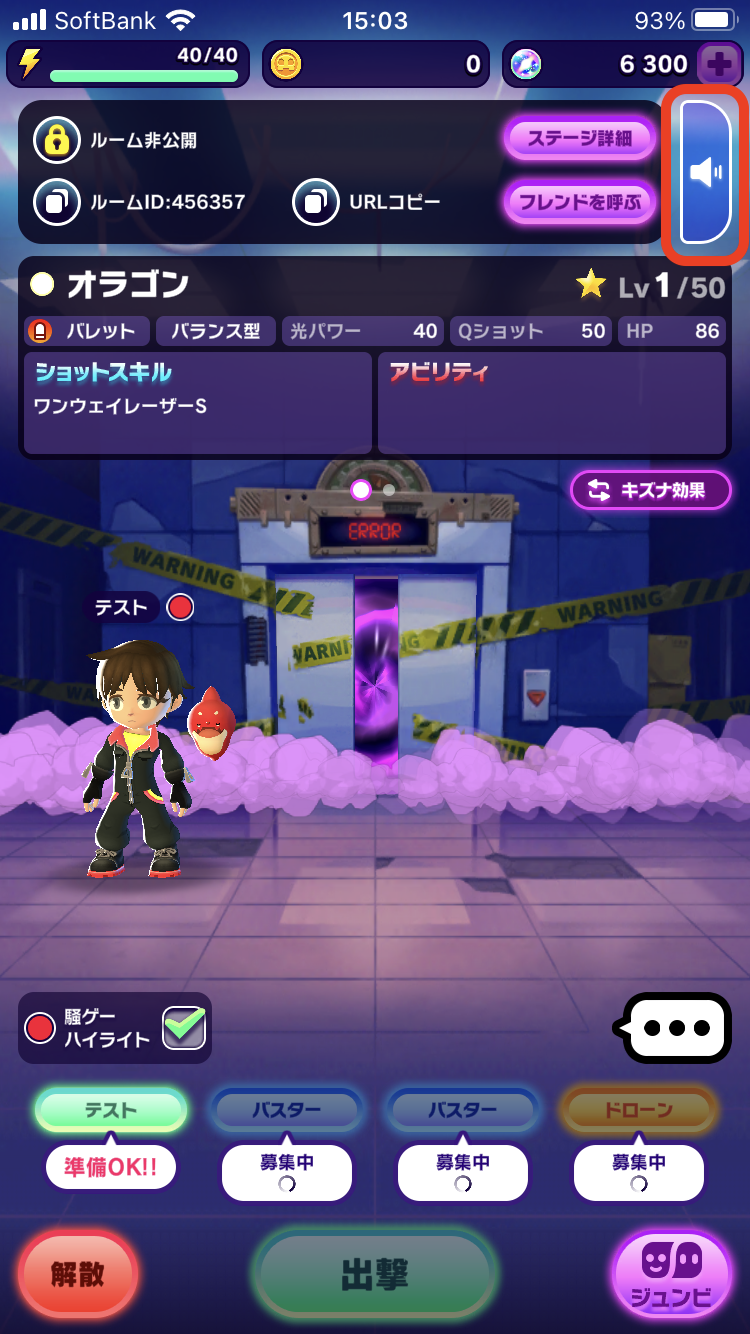 SoftBank 15:03 93%
40/40 0 6 300
ルーム非公開 ステージ詳細
ルームID:456357 URLコピー フレンドを呼ぶ
オラゴン Lv 1/50
バレット バランス型 光パワー 40 Qショット 50 HP 86
ショットスキル アビリティ
ワンウェイレーザーS
キズナ効果
ERROR
WARNING
WARNING
テスト
騒ゲー
ハイライト
テスト バスター バスター ドローン
準備OK!! 募集中 募集中 募集中
解散 出撃 ジュンビ